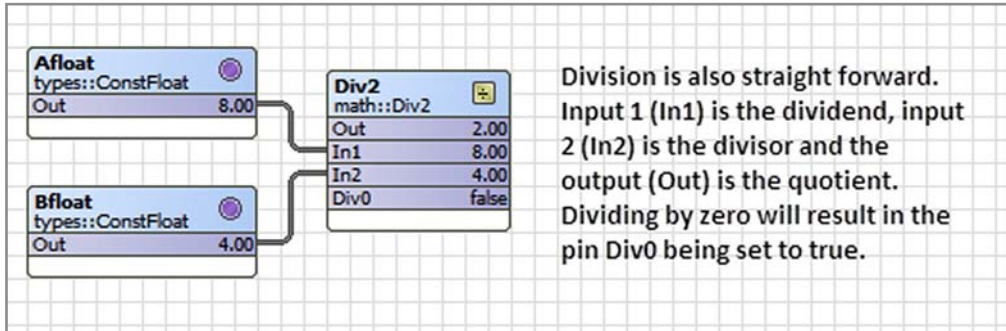 Afloat
types::ConstFloat
Out 8.00
Bfloat
types::ConstFloat
Out 4.00
Div2
math::Div2
Out 2.00
In1 8.00
In2 4.00
Div0 false
Division is also straight forward.
Input 1 (In1) is the dividend, input
2 (In2) is the divisor and the
output (Out) is the quotient.
Dividing by zero will result in the
pin Div0 being set to true.